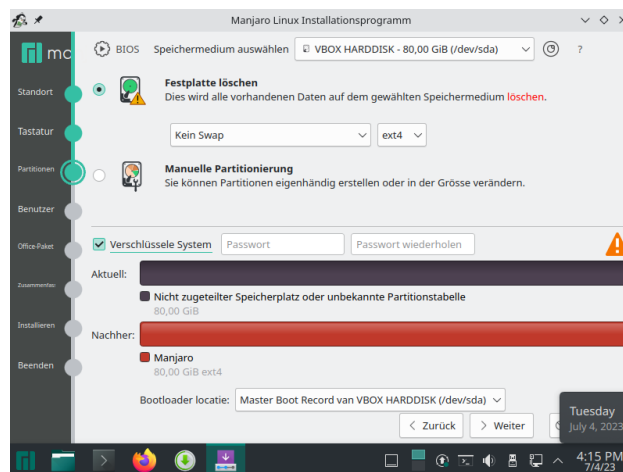 Manjaro Linux Installationsprogramm
BIOS Speichermedium auswählen VBOX HARDDISK - 80,00 GiB (/dev/sda) ?
Standort
Tastatur
Partitionen
Benutzer
Office-Paket
Installieren
Beenden
Festplatte löschen
Dies wird alle vorhandenen Daten auf dem gewählten Speichermedium löschen.
Kein Swap ext4
Manuelle Partitionierung
Sie können Partitionen eigenhändig erstellen oder in der Grösse verändern.
Verschlüssele System Passwort Passwort wiederholen
Aktuell:
Nicht zugeteilter Speicherplatz oder unbekannte Partitionstabelle
80,00 GiB
Nachher:
Manjaro
80,00 GiB ext4
Bootloader locatie: Master Boot Record van VBOX HARDDISK (/dev/sda)
Zurück Weiter
Tuesday
July 4, 2023
4:15 PM
7/4/23